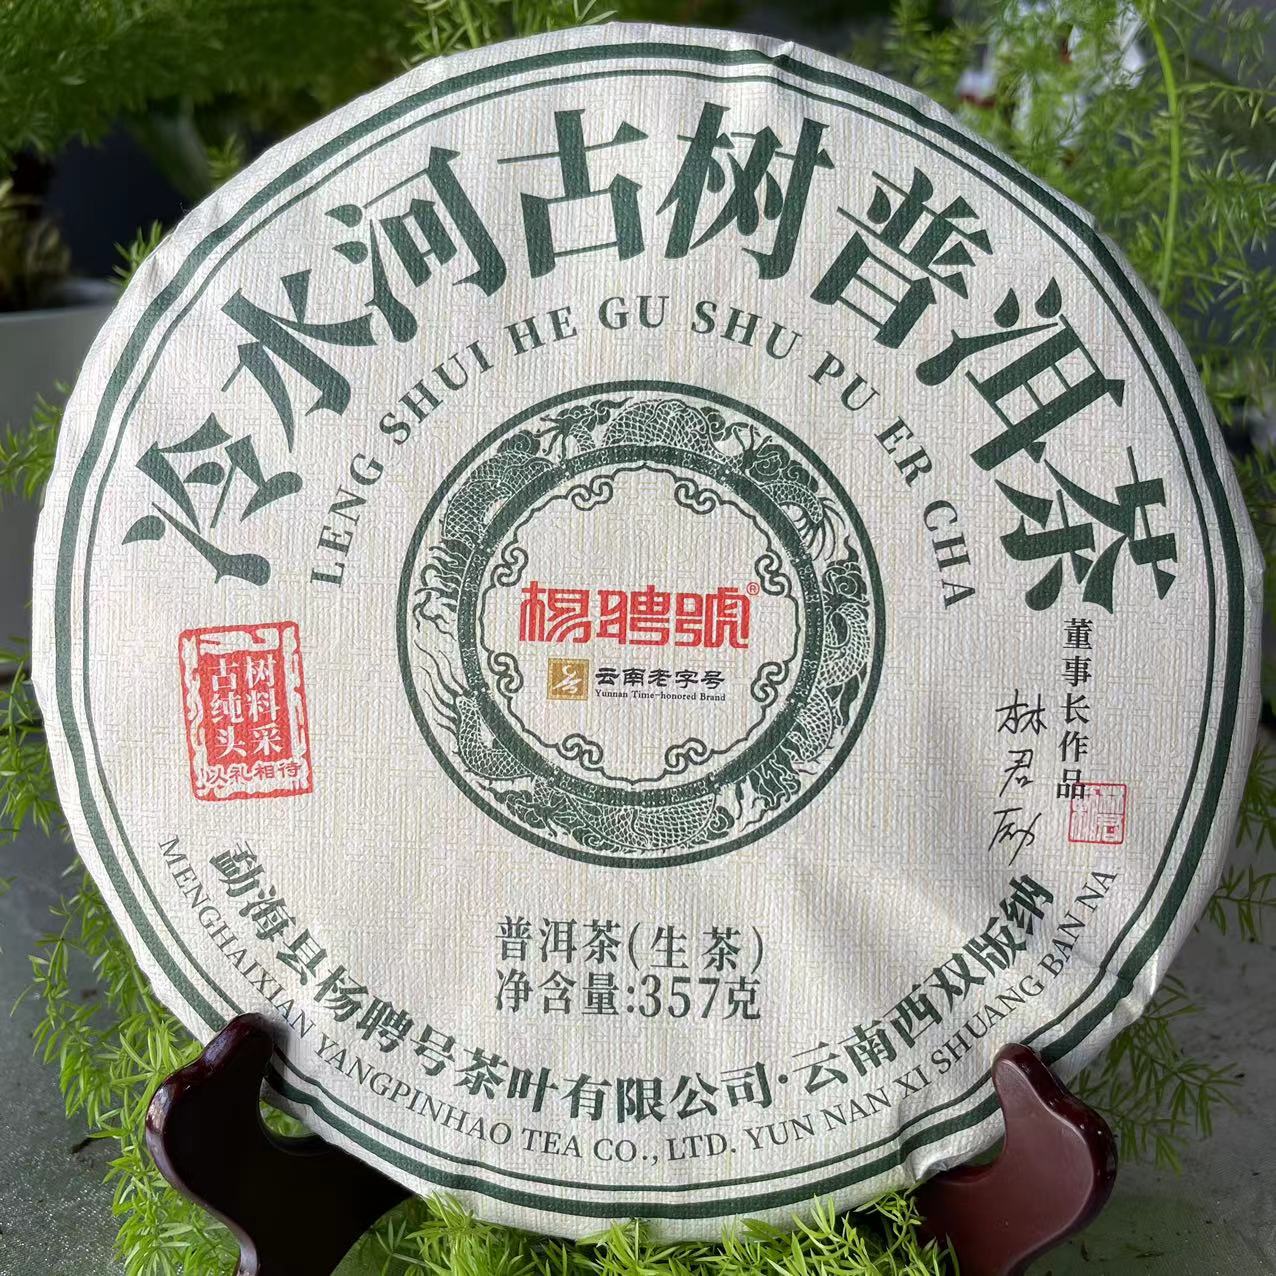 冷水河古树普洱茶
LENG SHUI HE GU SHU PU ER CHA
杨聘號®
云南老字号
Yunnan Time-honored Brand
古树
纯料
头采
以礼相待
董事长作品
林君
普洱茶(生茶)
净含量:357克
勐海县杨聘号茶叶有限公司·云南西双版纳
MENGHAIXIAN YANGPINHAO TEA CO., LTD. YUN NAN XI SHUANG BAN NA